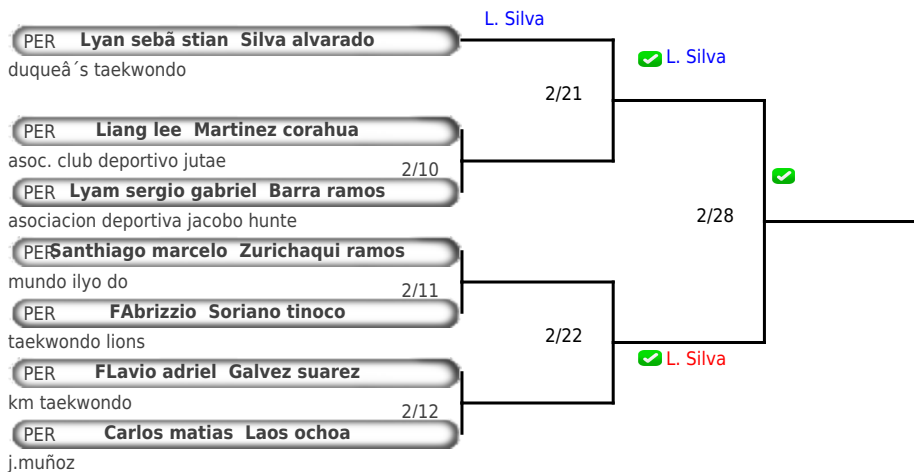 L. Silva
PER Lyan sebã stian Silva alvarado
L. Silva
duqueâ´s taekwondo
2/21
PER Liang lee Martinez corahua
asoc. club deportivo jutae
2/10
PER Lyam sergio gabriel Barra ramos
asociacion deportiva jacobo hunte
2/28
PER Santhiago marcelo Zurichaqui ramos
mundo ilyo do
2/11
PER FAbrizzio Soriano tinoco
2/22
taekwondo lions
L. Silva
PER FLavio adriel Galvez suarez
km taekwondo
2/12
PER Carlos matias Laos ochoa
j.muñoz